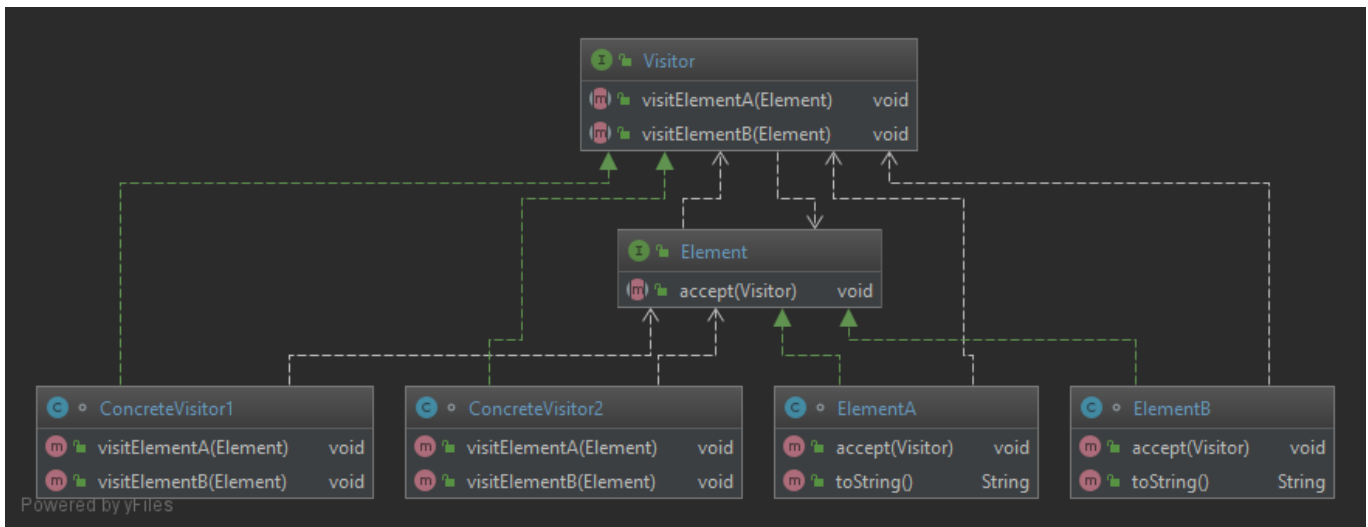 Visitor
visitElementA(Element) void
visitElementB(Element) void
Element
accept(Visitor) void
ConcreteVisitor1
visitElementA(Element) void
visitElementB(Element) void
ConcreteVisitor2
visitElementA(Element) void
visitElementB(Element) void
ElementA
accept(Visitor) void
toString() String
ElementB
accept(Visitor) void
toString() String
Powered by yFiles